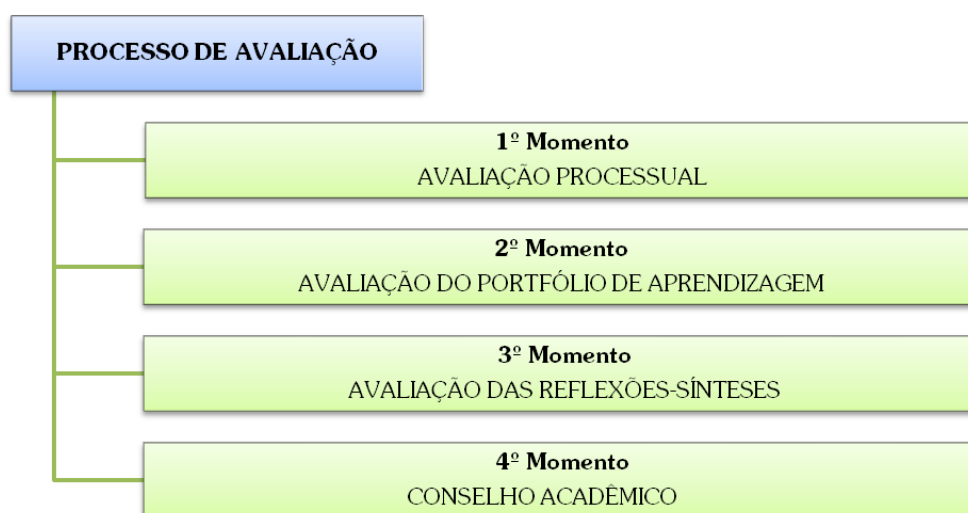 PROCESSO DE AVALIAÇÃO
1º Momento
AVALIAÇÃO PROCESSUAL
2º Momento
AVALIAÇÃO DO PORTFÓLIO DE APRENDIZAGEM
3º Momento
AVALIAÇÃO DAS REFLEXÕES-SÍNTESES
4º Momento
CONSELHO ACADÊMICO